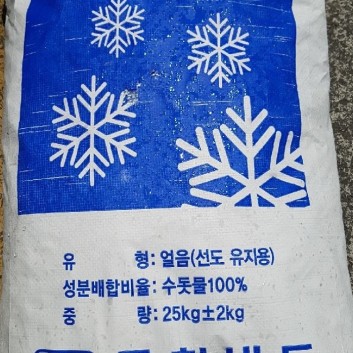 유 형: 얼음(선도 유지용)
성분배합비율: 수돗물100%
중 량: 25kg±2kg